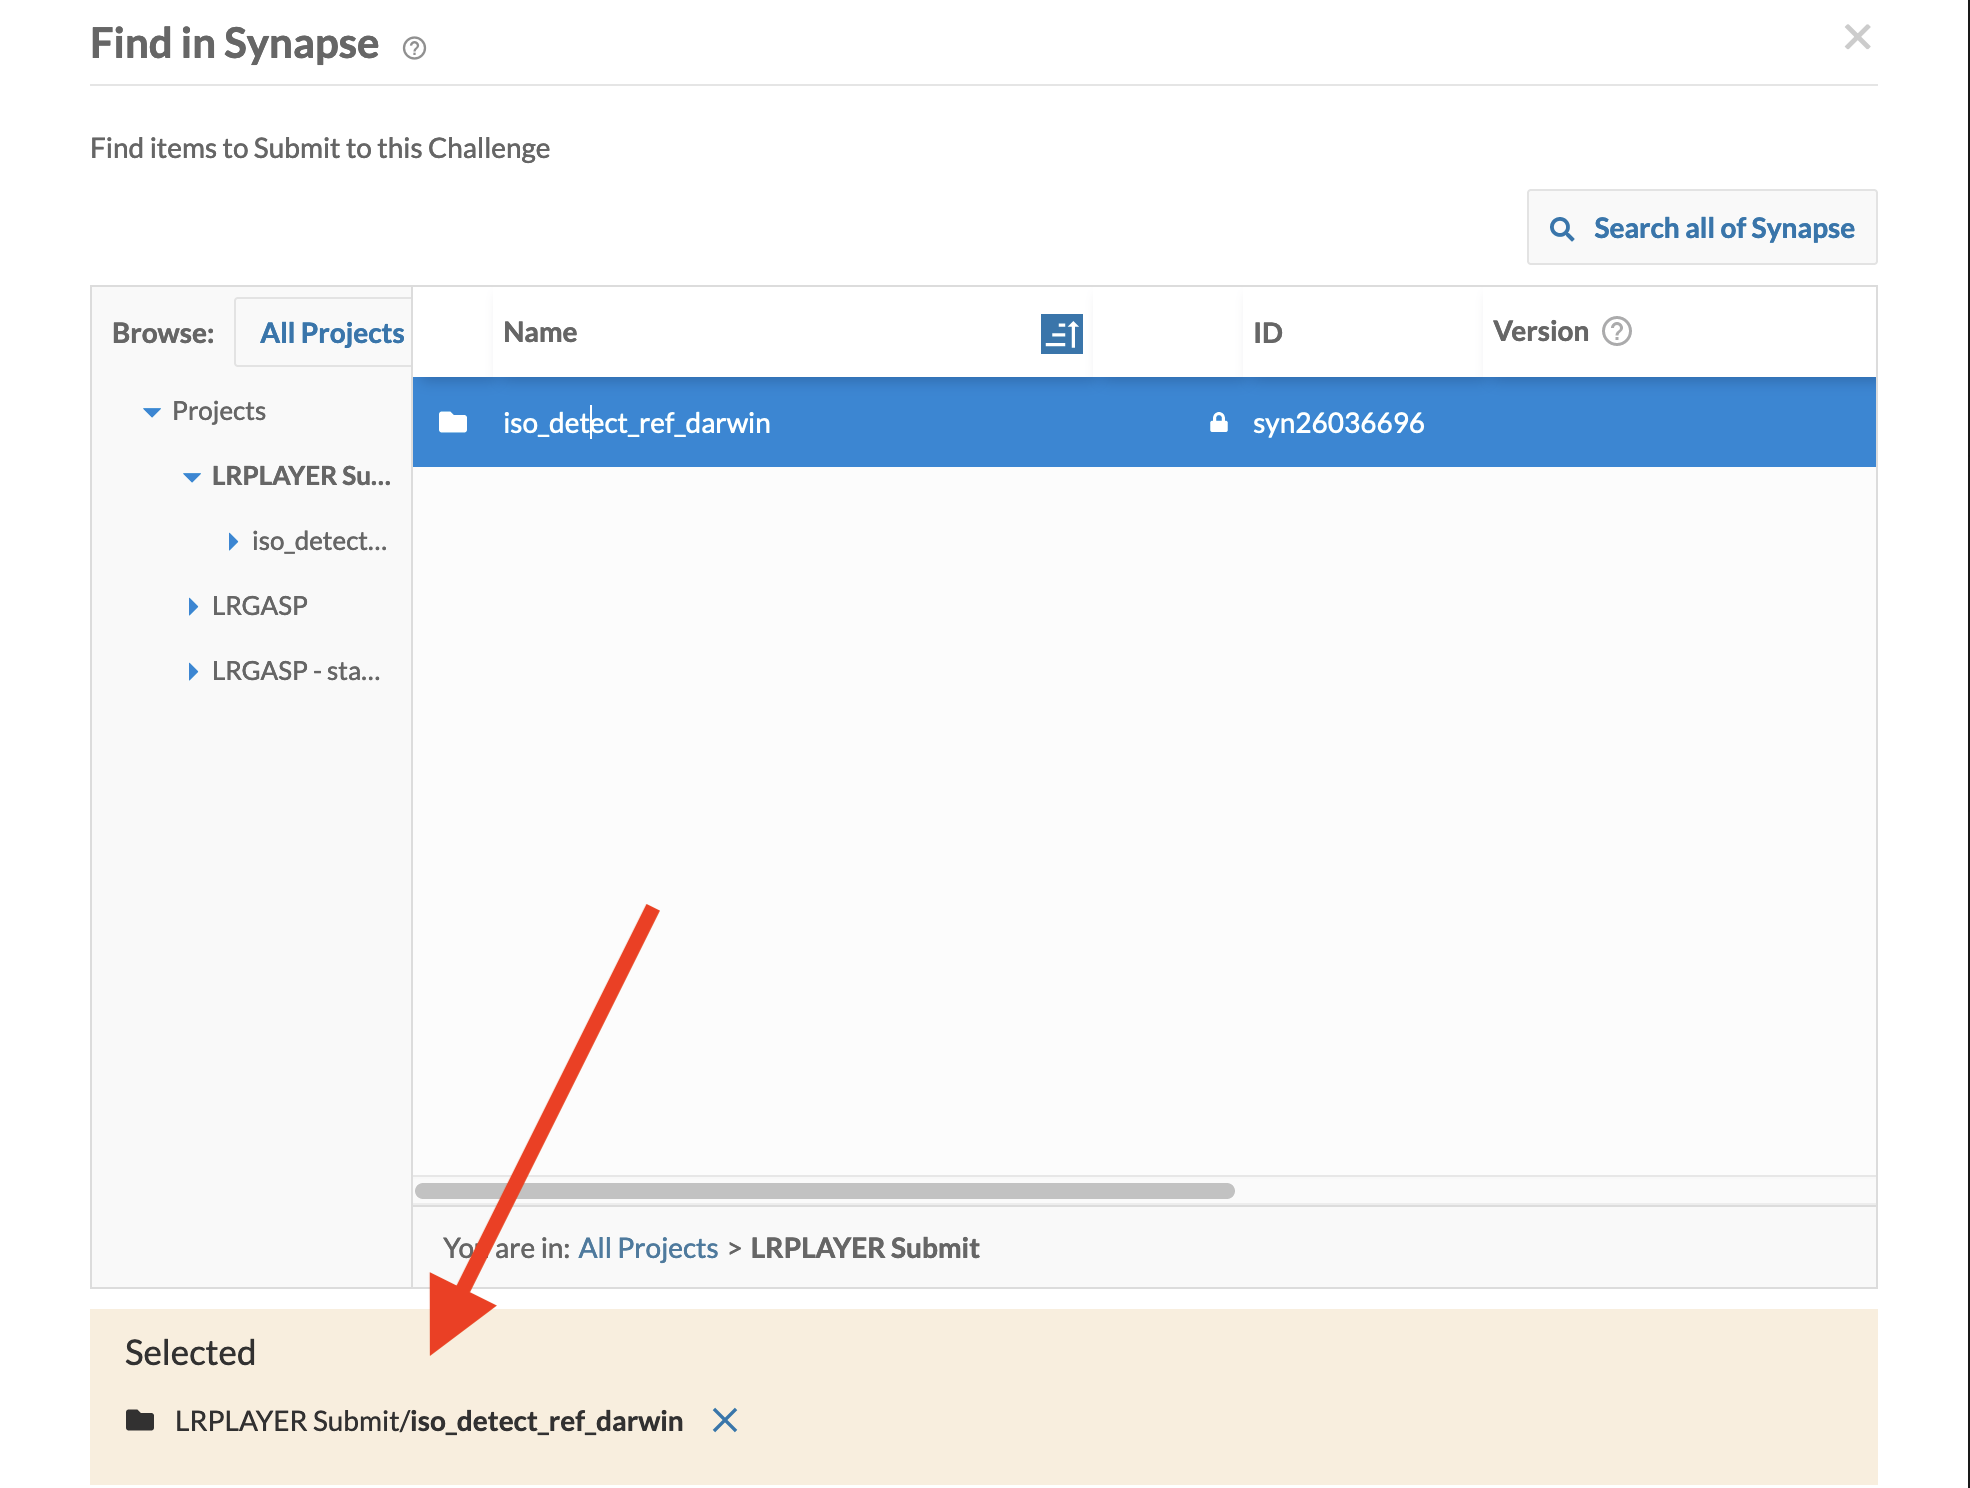 Find in Synapse
Find items to Submit to this Challenge
Search all of Synapse
Browse: All Projects
Name ID Version
Projects
LRPLAYER Su...
iso_detect...
LRGASP
LRGASP - sta...
iso_detect_ref_darwin syn26036696
You are in: All Projects > LRPLAYER Submit
Selected
LRPLAYER Submit/iso_detect_ref_darwin